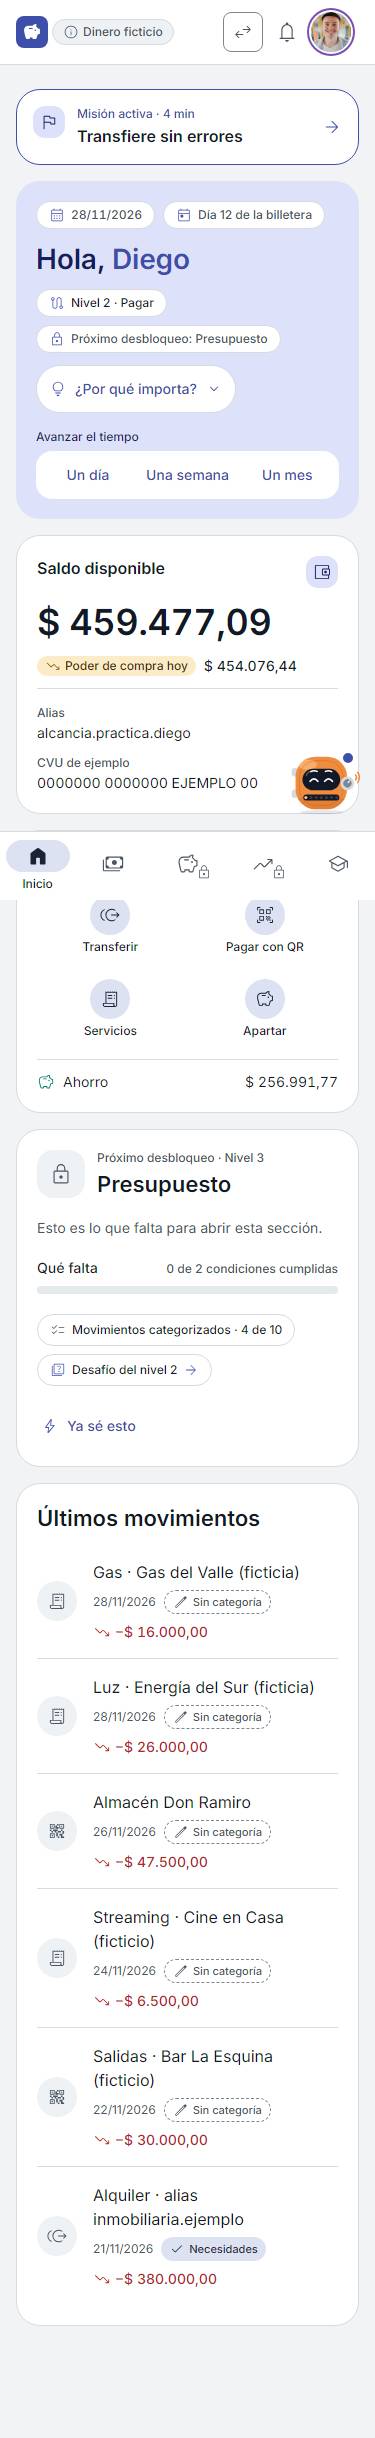 Dinero ficticio
Misión activa · 4 min
Transfiere sin errores
28/11/2026
Día 12 de la billetera
Hola, Diego
Nivel 2 · Pagar
Próximo desbloqueo: Presupuesto
¿Por qué importa?
Avanzar el tiempo
Un día
Una semana
Un mes
Saldo disponible
$ 459.477,09
Poder de compra hoy
$ 454.076,44
Alias
alcancia.practica.diego
CVU de ejemplo
0000000 0000000 EJEMPLO 00
Inicio
Transferir
Pagar con QR
Servicios
Apartar
Ahorro
$ 256.991,77
Próximo desbloqueo · Nivel 3
Presupuesto
Esto es lo que falta para abrir esta sección.
Qué falta
0 de 2 condiciones cumplidas
Movimientos categorizados · 4 de 10
Desafío del nivel 2
Ya sé esto
Últimos movimientos
Gas · Gas del Valle (ficticia)
28/11/2026
Sin categoría
−$ 16.000,00
Luz · Energía del Sur (ficticia)
28/11/2026
Sin categoría
−$ 26.000,00
Almacén Don Ramiro
26/11/2026
Sin categoría
−$ 47.500,00
Streaming · Cine en Casa
(ficticio)
24/11/2026
Sin categoría
−$ 6.500,00
Salidas · Bar La Esquina
(ficticio)
22/11/2026
Sin categoría
−$ 30.000,00
Alquiler · alias
inmobiliaria.ejemplo
21/11/2026
Necesidades
−$ 380.000,00